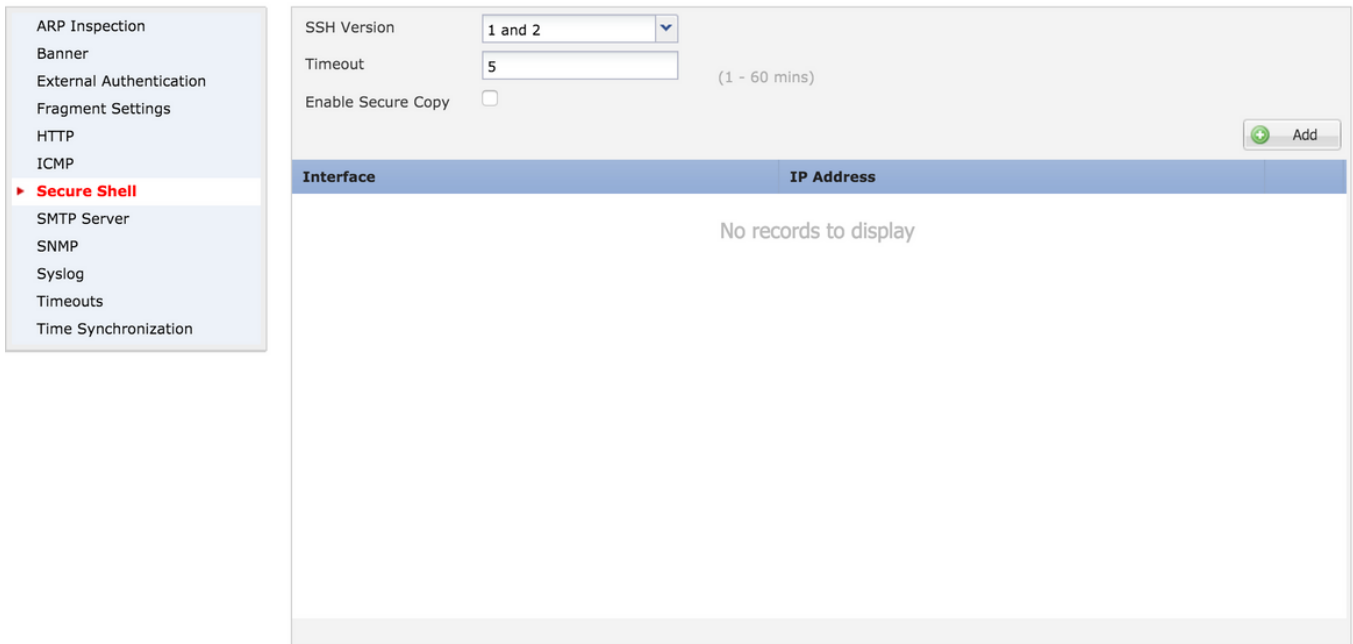 ARP Inspection
Banner
External Authentication
Fragment Settings
HTTP
ICMP
Secure Shell
SMTP Server
SNMP
Syslog
Timeouts
Time Synchronization
SSH Version 1 and 2
Timeout 5 (1 - 60 mins)
Enable Secure Copy
Add
Interface IP Address
No records to display